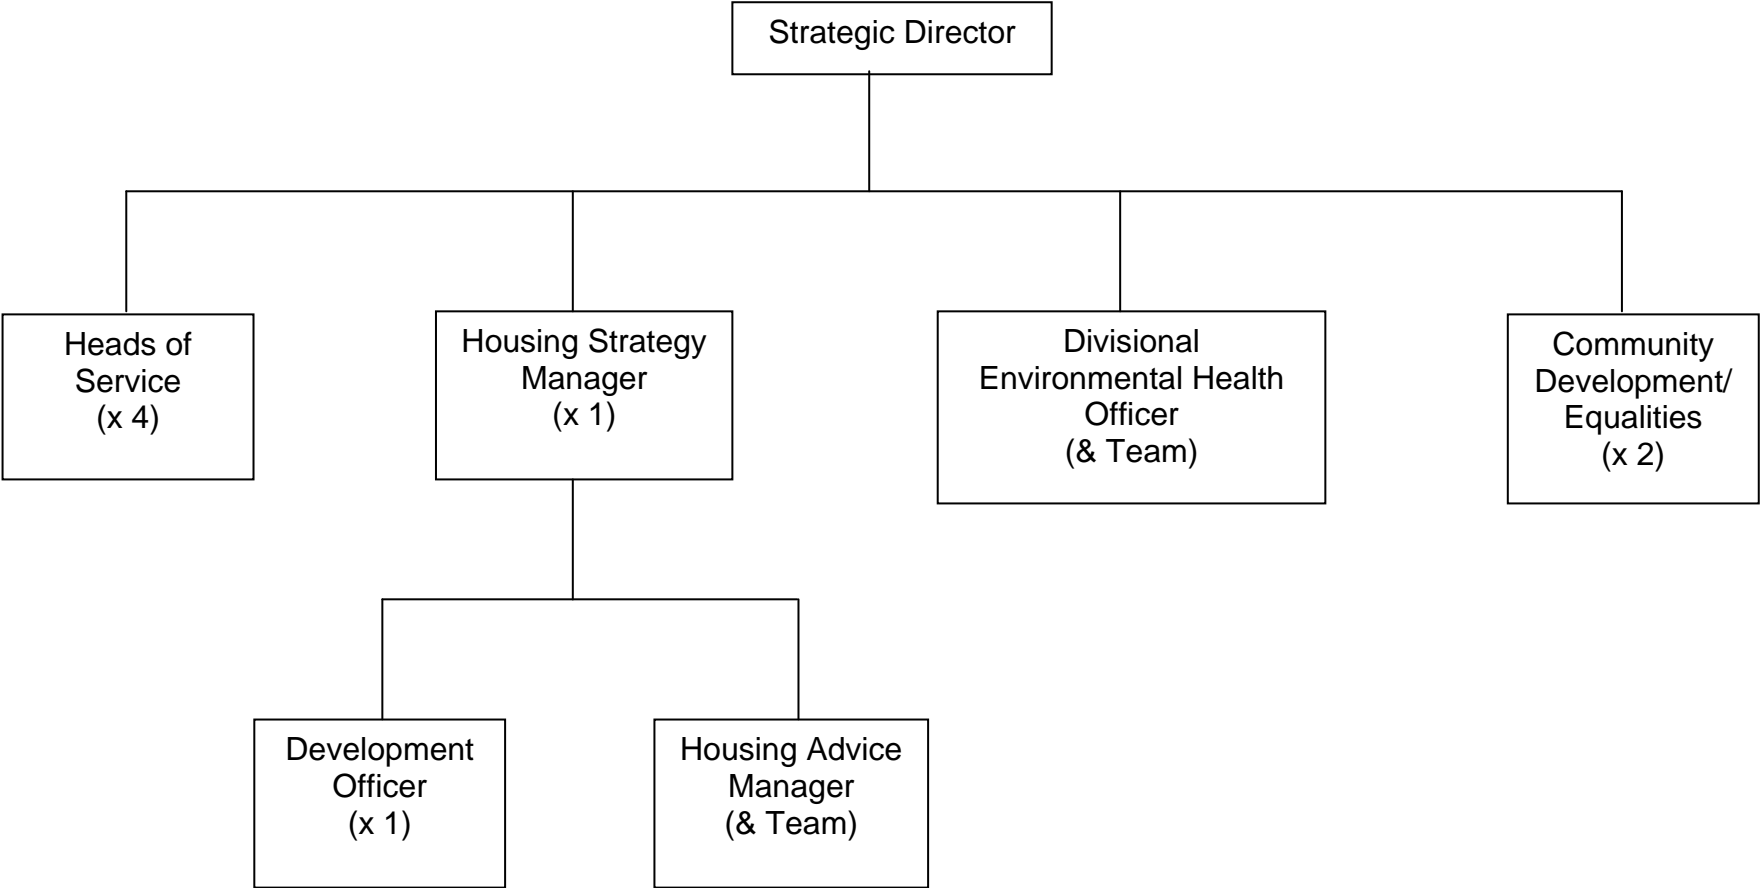 Strategic Director
Heads of
Service
(x 4)
Housing Strategy
Manager
(x 1)
Divisional
Environmental Health
Officer
(& Team)
Community
Development/
Equalities
(x 2)
Development
Officer
(x 1)
Housing Advice
Manager
(& Team)